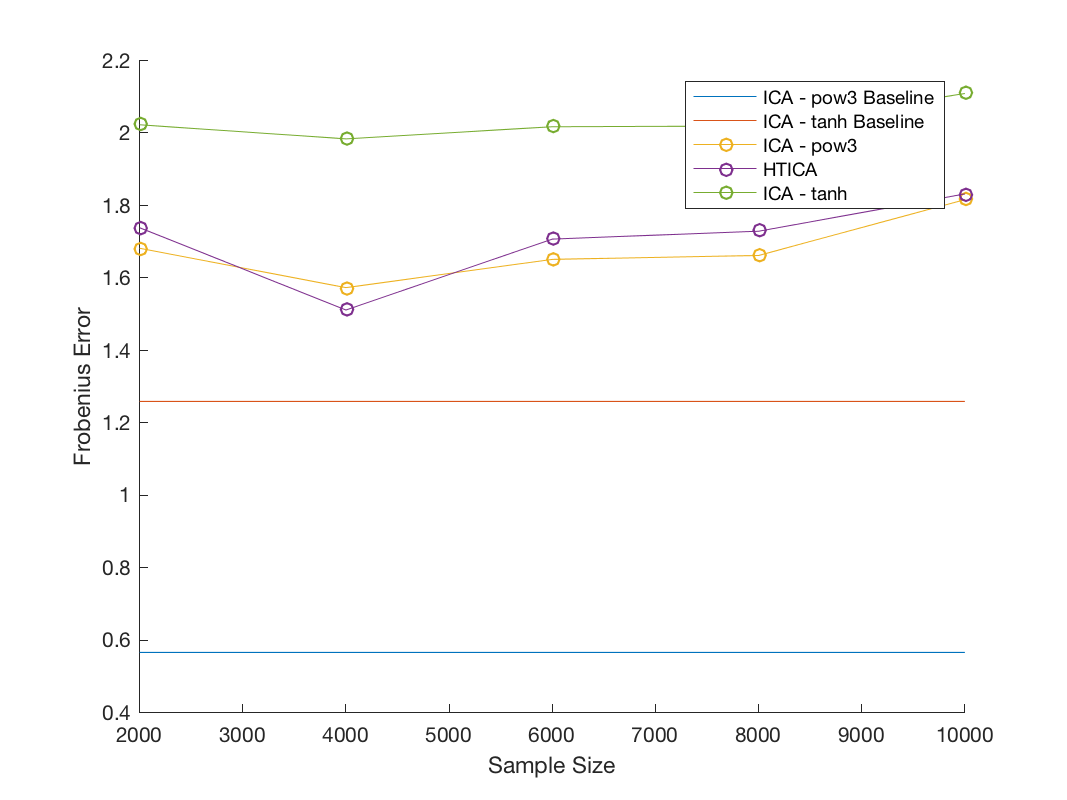 2.2
2
1.8
1.6
1.4
1.2
1
0.8
0.6
0.4
Frobenius Error
ICA - pow3 Baseline
ICA - tanh Baseline
ICA - pow3
HTICA
ICA - tanh
2000 3000 4000 5000 6000 7000 8000 9000 10000
Sample Size